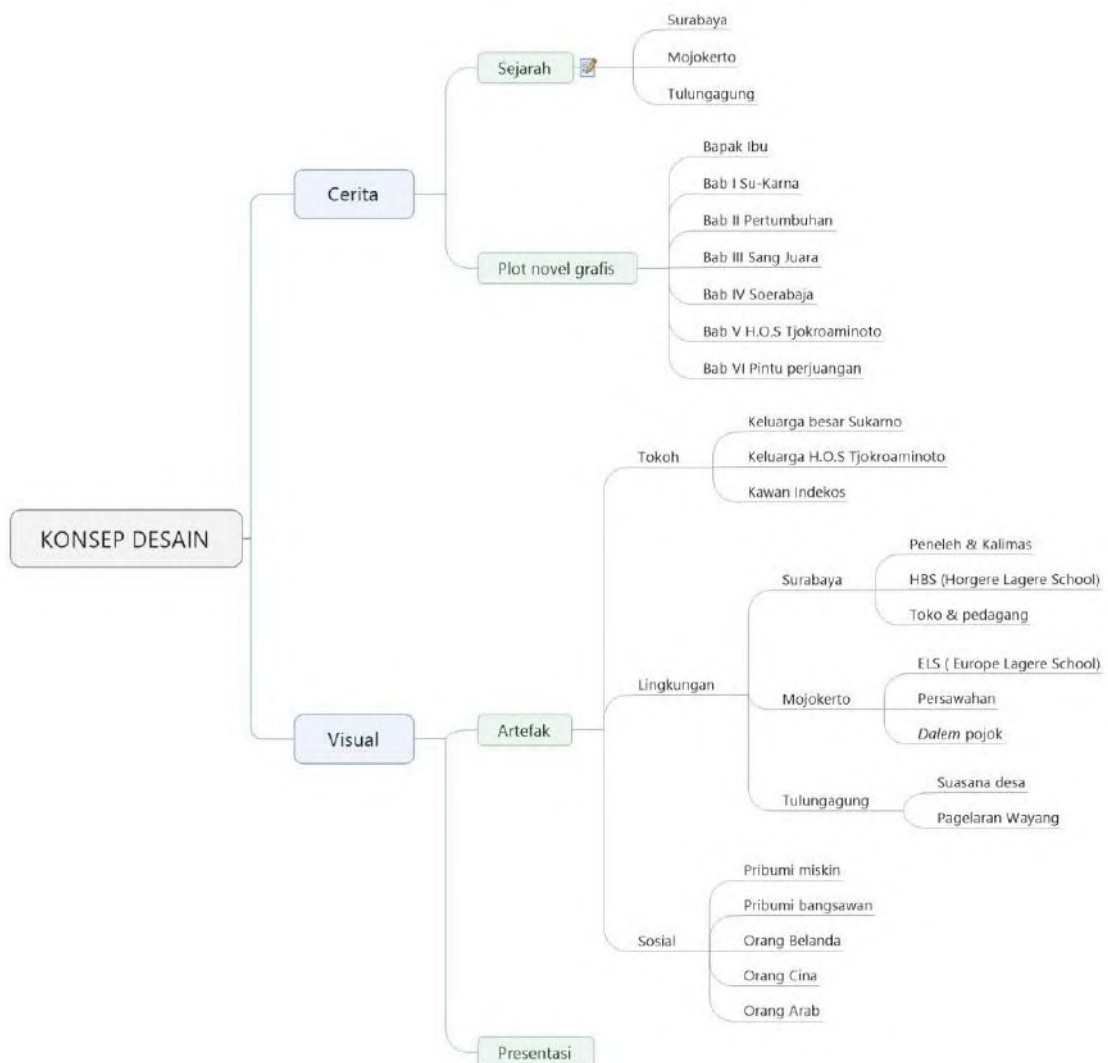 KONSEP DESAIN
Cerita
Sejarah
Surabaya
Mojokerto
Tulungagung
Plot novel grafis
Bapak Ibu
Bab I Su-Karna
Bab II Pertumbuhan
Bab III Sang Juara
Bab IV Soerabaja
Bab V H.O.S Tjokroaminoto
Bab VI Pintu perjuangan
Visual
Artefak
Tokoh
Keluarga besar Sukarno
Keluarga H.O.S Tjokroaminoto
Kawan Indekos
Lingkungan
Surabaya
Peneleh & Kalimas
HBS (Horgere Lagere School)
Toko & pedagang
Mojokerto
ELS ( Europe Lagere School)
Persawahan
Dalem pojok
Tulungagung
Suasana desa
Pagelaran Wayang
Sosial
Pribumi miskin
Pribumi bangsawan
Orang Belanda
Orang Cina
Orang Arab
Presentasi